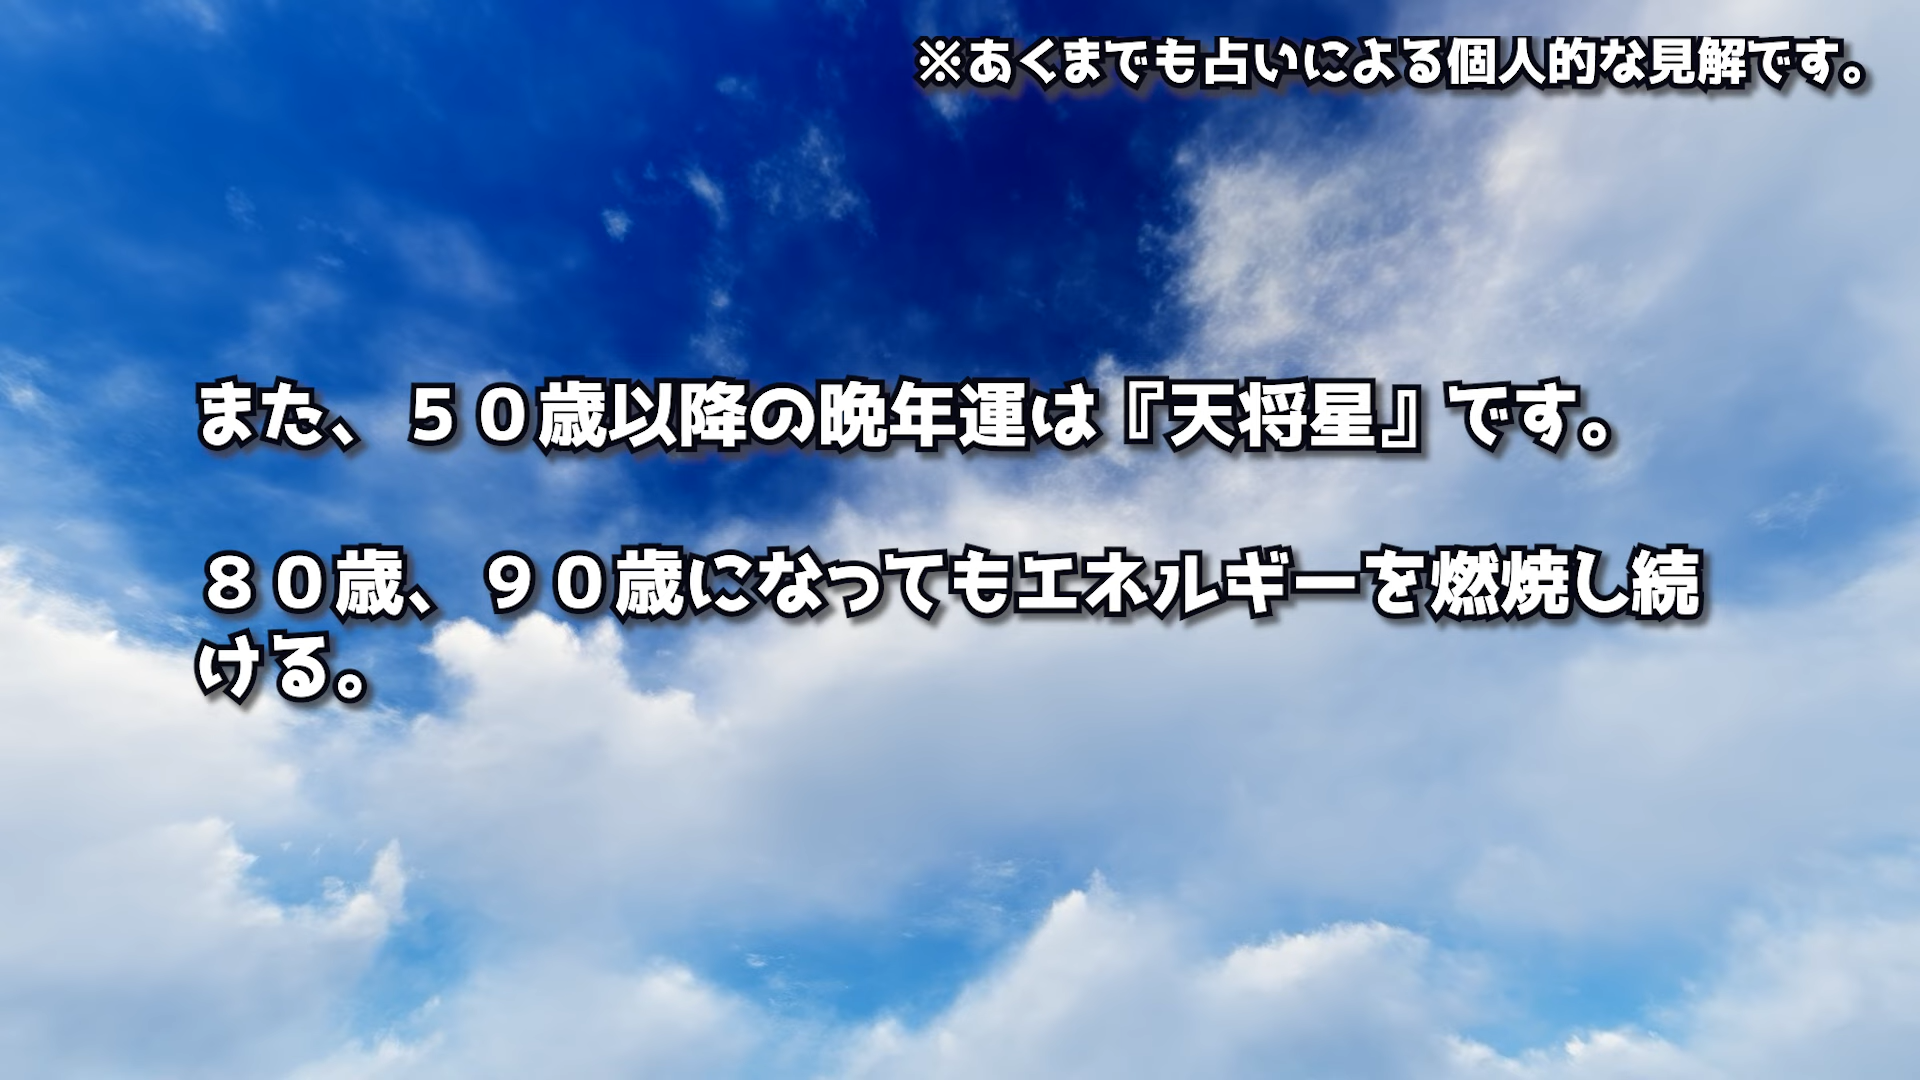 ※あくまでも占いによる個人的な見解です。
また、５０歳以降の晩年運は『天将星』です。
８０歳、９０歳になってもエネルギーを燃焼し続
ける。